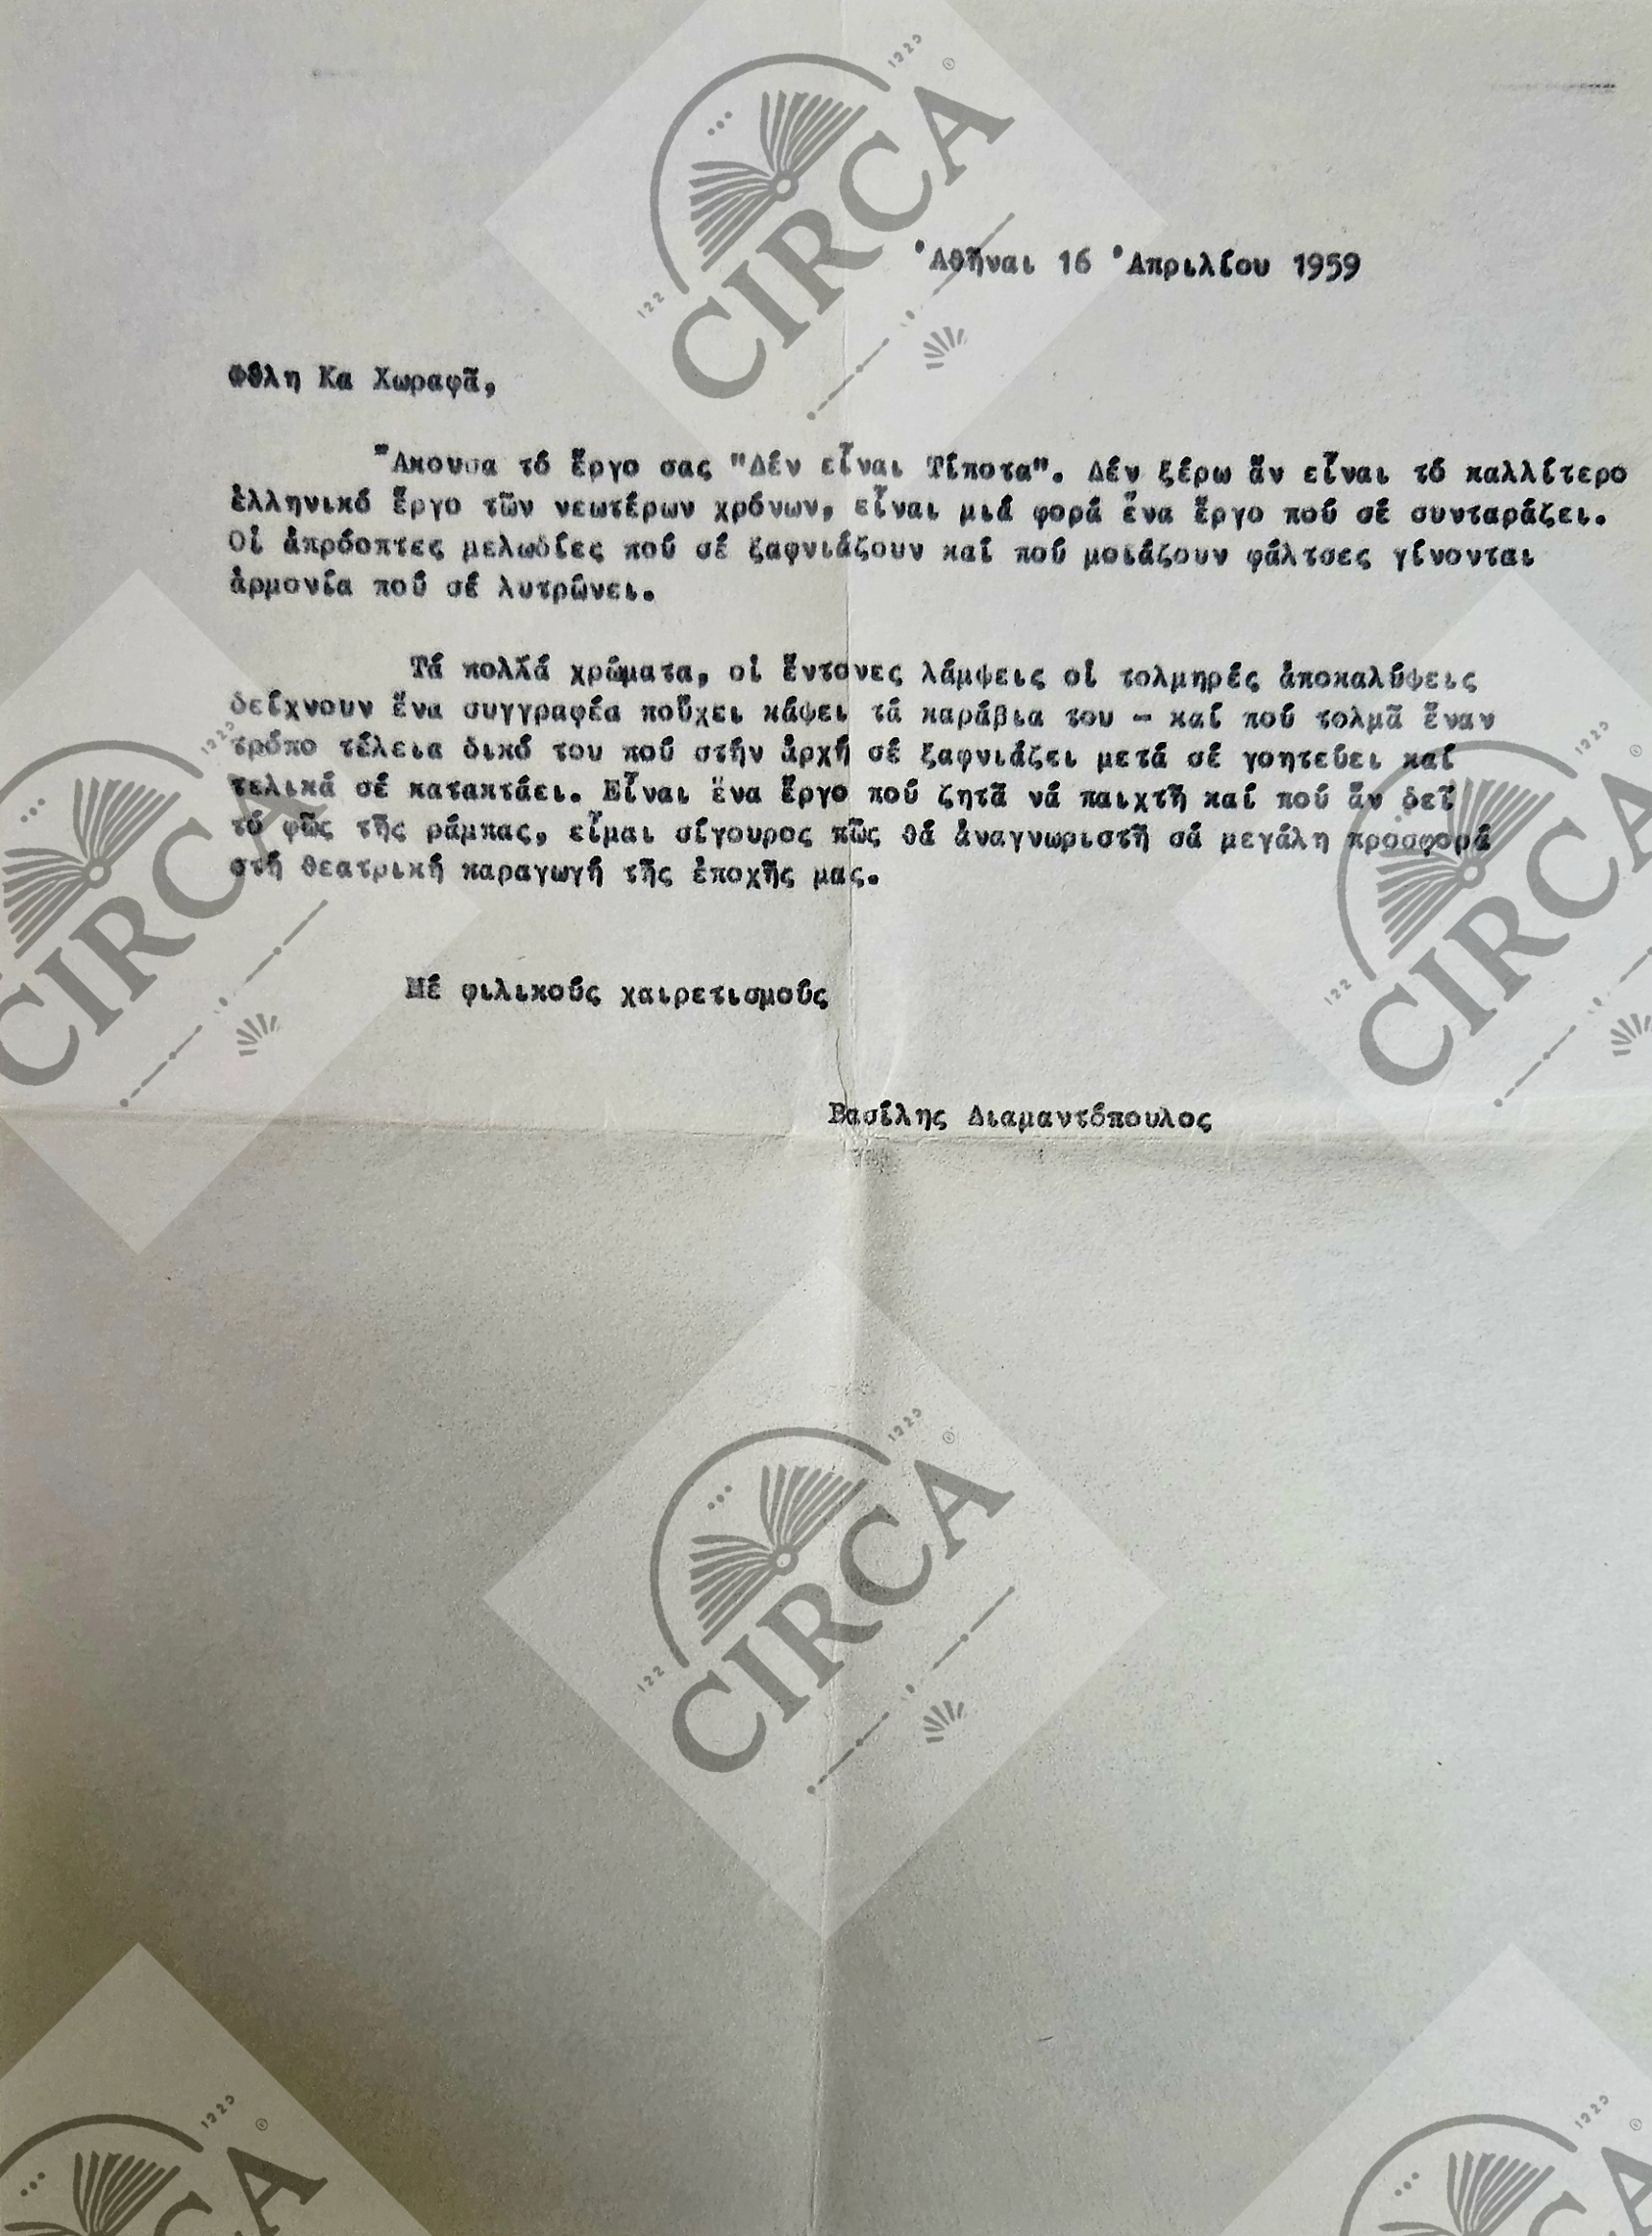 Ἀθῆναι 16 Ἀπριλίου 1959
Φθλη Κα Χωραφᾶ,
Ἄκουσα τό ἔργο σας "Δέν εἶναι Τίποτα". Δέν ξέρω ἄν εἶναι τό καλλίτερο
ἑλληνικό ἔργο τῶν νεωτέρων χρόνων, εἶναι μιά φορά ἕνα ἔργο πού σέ συνταράζει.
Οἱ ἀπρόοπτες μελωδίες πού σέ ξαφνιάζουν καί πού μοιάζουν φάλτσες γίνονται
ἁρμονία πού σέ λυτρώνει.
Τά πολλά χρώματα, οἱ ἔντονες λάμψεις οἱ τολμηρές ἀποκαλύψεις
δείχνουν ἕνα συγγραφέα ποὔχει κάψει τά καράβια του - καί πού τολμᾶ ἕναν
τρόπο τέλεια δικό του πού στήν ἀρχή σέ ξαφνιάζει μετά σέ γοητεύει καί
τελικά σέ κατακτάει. Εἶναι ἕνα ἔργο πού ζητᾶ νά παιχτῆ καί πού ἄν δεῖ
τό φῶς τῆς ράμπας, εἶμαι σίγουρος πῶς θά ἀναγνωριστῆ σά μεγάλη προσφορά
στή θεατρική παραγωγή τῆς ἐποχῆς μας.
Μέ φιλικούς χαιρετισμούς
Βασίλης Διαμαντόπουλος
CIRCA
CIRCA
CIRCA
CIRCA